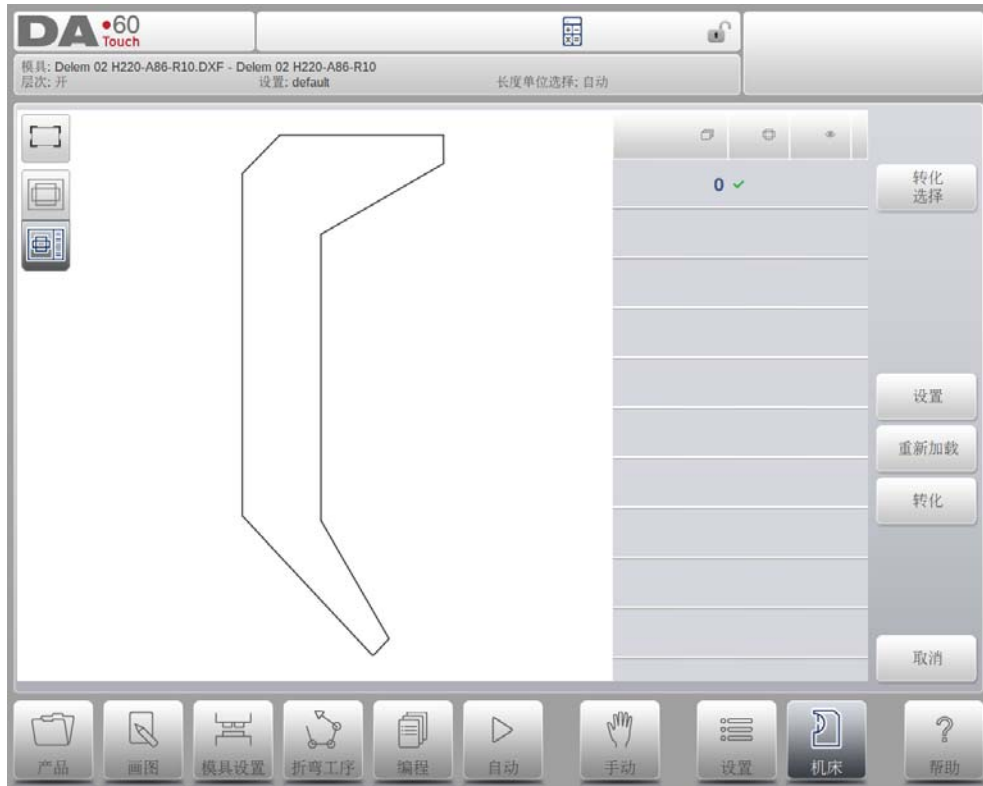 DA•60
Touch
模具: Delem 02 H220-A86-R10.DXF - Delem 02 H220-A86-R10
层次: 开 设置: default 长度单位选择: 自动
0
转化
选择
设置
重新加载
转化
取消
产品 画图 模具设置 折弯工序 编程 自动 手动 设置 机床 帮助